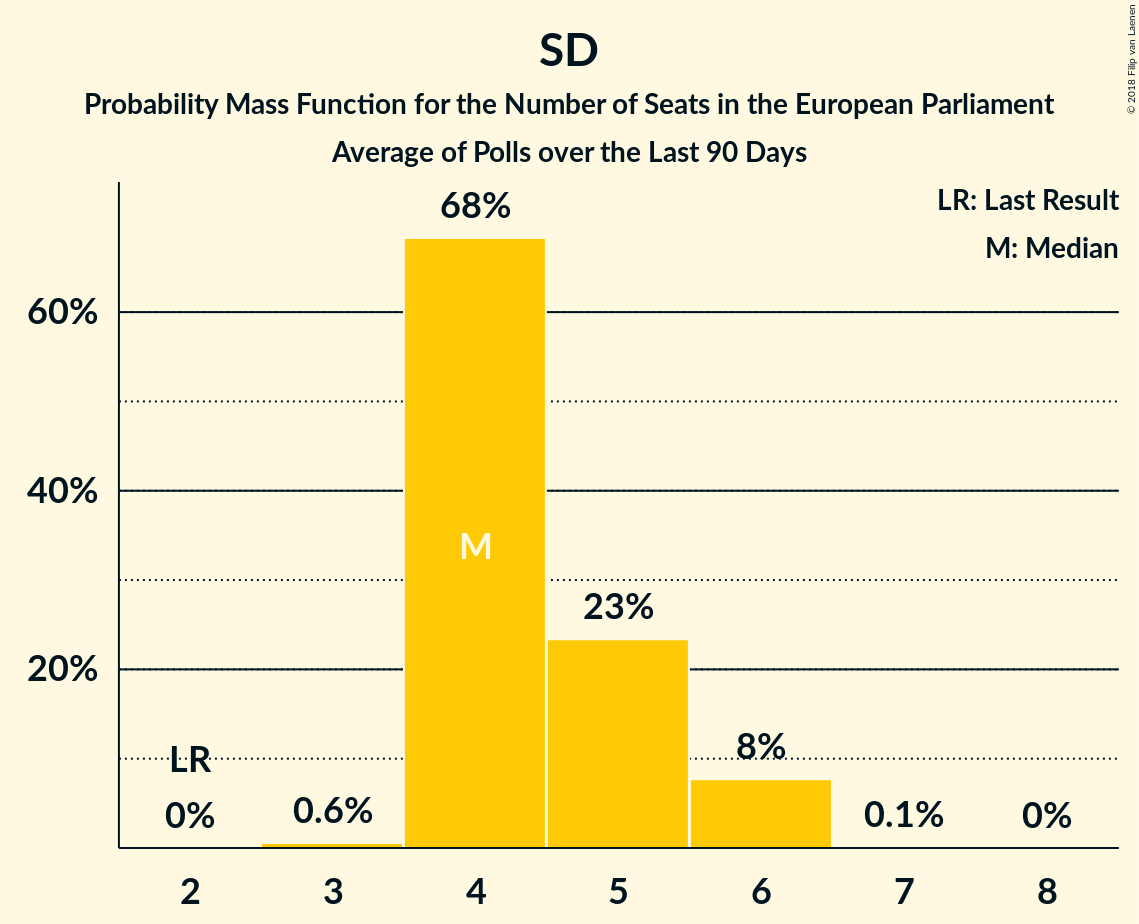 SD
Probability Mass Function for the Number of Seats in the European Parliament
Average of Polls over the Last 90 Days
© 2018 Filip van Laenen
LR: Last Result
M: Median
68%
60%
40%
M
23%
20%
LR
8%
0%
0.6%
0.1%
0%
2 3 4 5 6 7 8